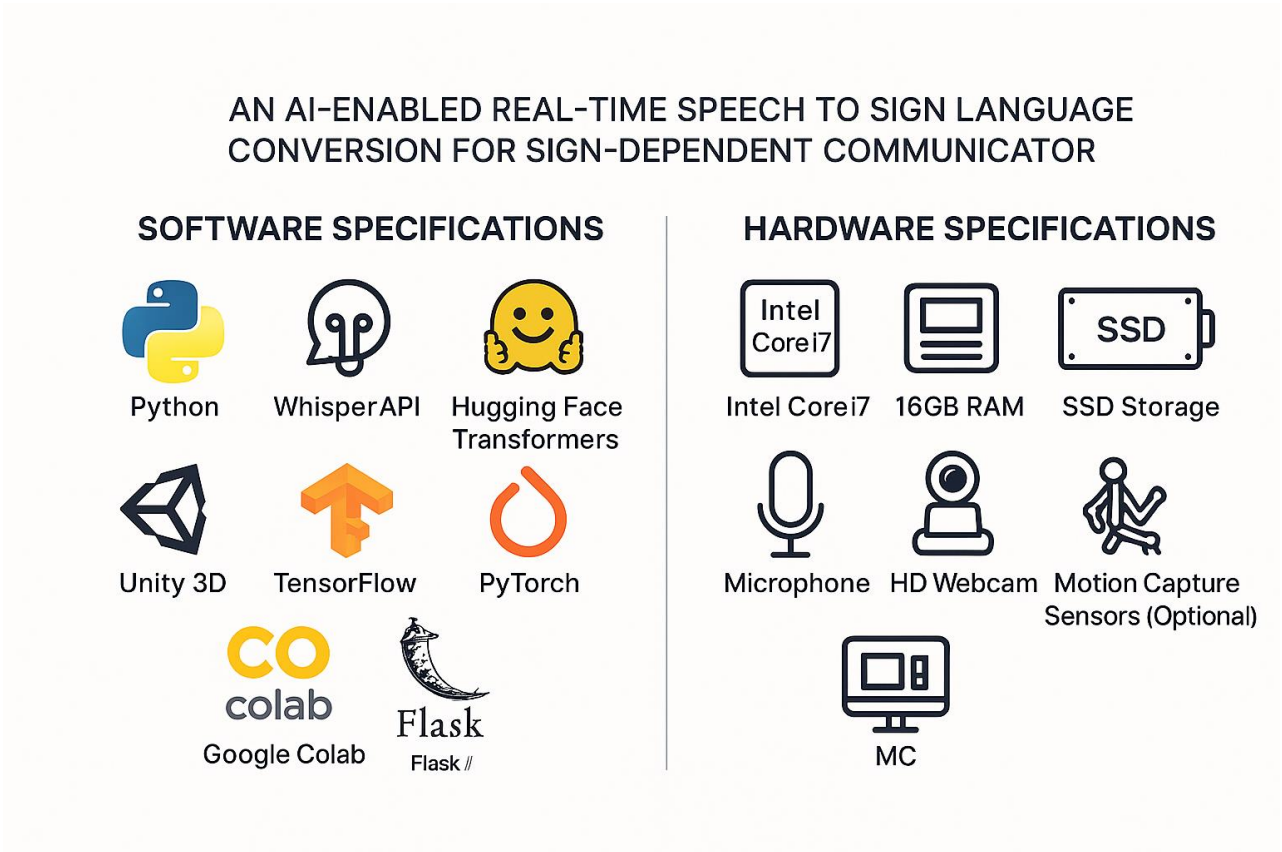 AN AI-ENABLED REAL-TIME SPEECH TO SIGN LANGUAGE
CONVERSION FOR SIGN-DEPENDENT COMMUNICATOR
SOFTWARE SPECIFICATIONS
Python
WhisperAPI
Hugging Face
Transformers
Unity 3D
TensorFlow
PyTorch
co
colab
Google Colab
Flask
Flask //
HARDWARE SPECIFICATIONS
Intel
Corei7
Intel Corei7
16GB RAM
SSD
SSD Storage
Microphone
HD Webcam
Motion Capture
Sensors (Optional)
MC